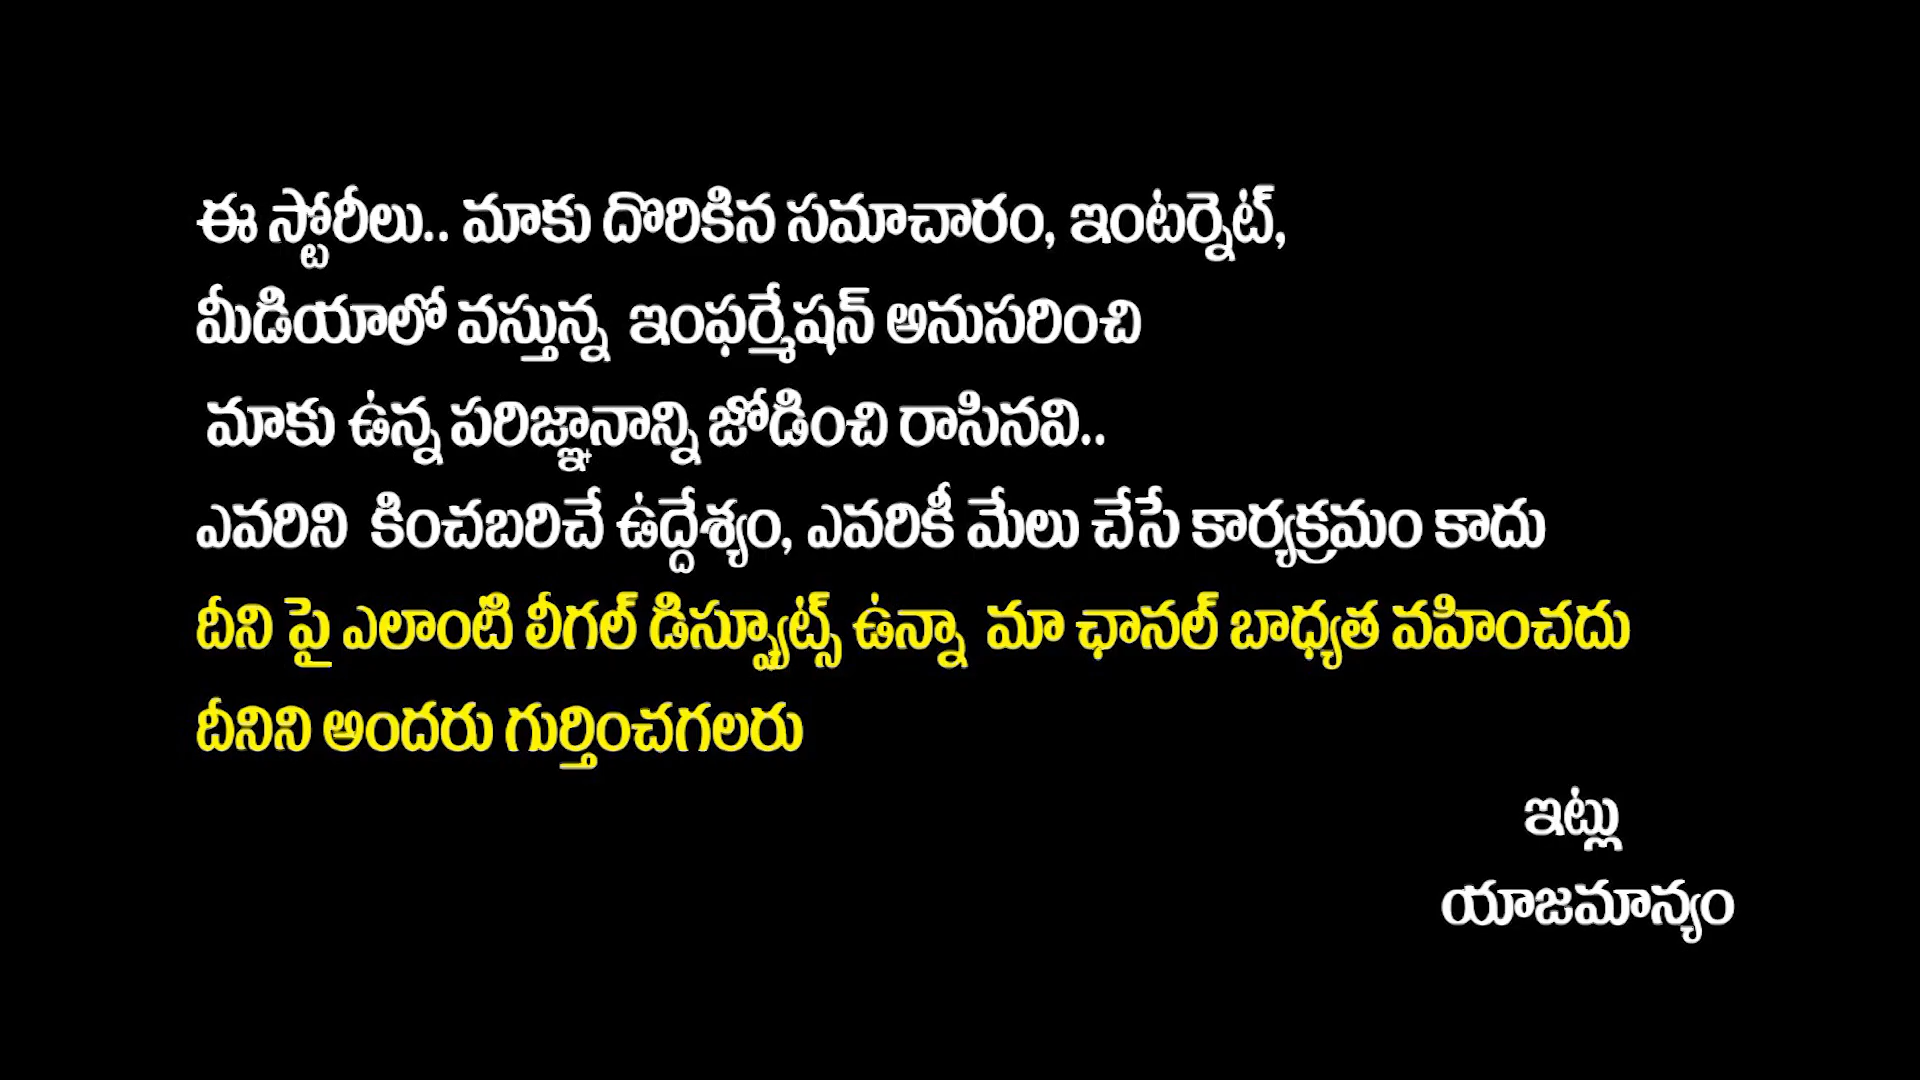 ఈ స్టోరీలు.. మాకు దొరికిన సమాచారం, ఇంటర్నెట్,
మీడియాలో వస్తున్న ఇంఫర్మేషన్ అనుసరించి
మాకు ఉన్న పరిజ్ఞానాన్ని జోడించి రాసినవి..
ఎవరిని కించబరిచే ఉద్దేశ్యం, ఎవరికీ మేలు చేసే కార్యక్రమం కాదు
దీని పై ఎలాంటి లీగల్ డిస్ప్యూట్స్ ఉన్నా మా ఛానల్ బాధ్యత వహించదు
దీనిని అందరు గుర్తించగలరు
ఇట్లు
యాజమాన్యం